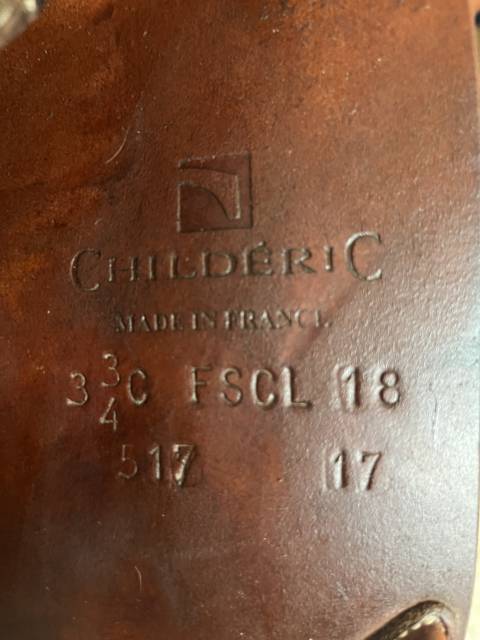 CHILDÉRIC
MADE IN FRANCE
3 3/4 C FSCL 18
517 17